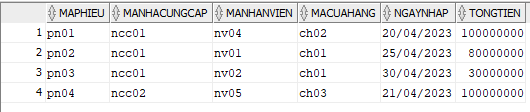 MAPHIEU MANHACUNGCAP MANHANVIEN MACUAHANG NGAYNHAP TONGTIEN
1 pn01 ncc01 nv04 ch02 20/04/2023 100000000
2 pn02 ncc01 nv01 ch01 25/04/2023 80000000
3 pn03 ncc01 nv02 ch01 30/04/2023 30000000
4 pn04 ncc02 nv05 ch03 21/04/2023 100000000